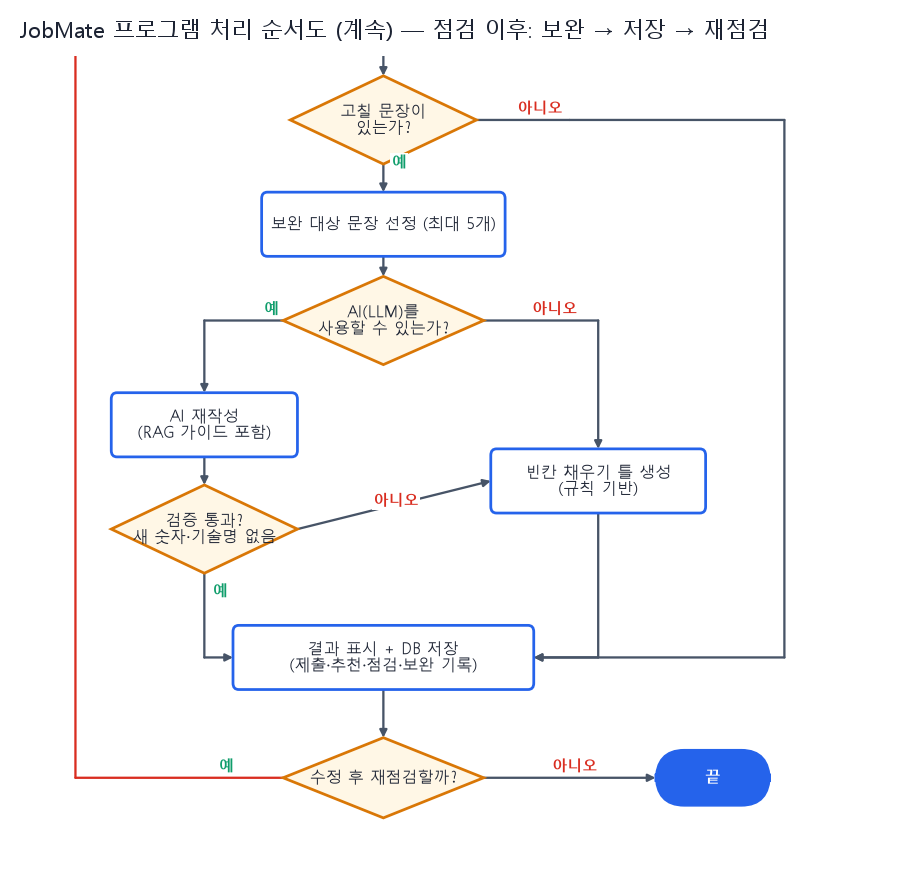 JobMate 프로그램 처리 순서도 (계속) — 점검 이후: 보완 → 저장 → 재점검
고칠 문장이
있는가?
아니오
예
보완 대상 문장 선정 (최대 5개)
AI(LLM)를
사용할 수 있는가?
예
아니오
AI 재작성
(RAG 가이드 포함)
빈칸 채우기 틀 생성
(규칙 기반)
검증 통과?
새 숫자·기술명 없음
아니오
예
결과 표시 + DB 저장
(제출·추천·점검·보완 기록)
수정 후 재점검할까?
예
아니오
끝